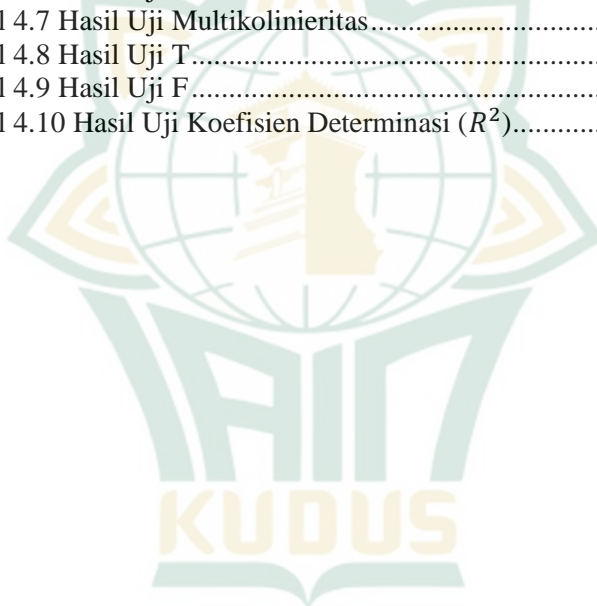 l 4.7 Hasil Uji Multikolinieritas....................................
l 4.8 Hasil Uji T................................................................
l 4.9 Hasil Uji F................................................................
l 4.10 Hasil Uji Koefisien Determinasi (𝑅²)............
IAIN
KUDUS